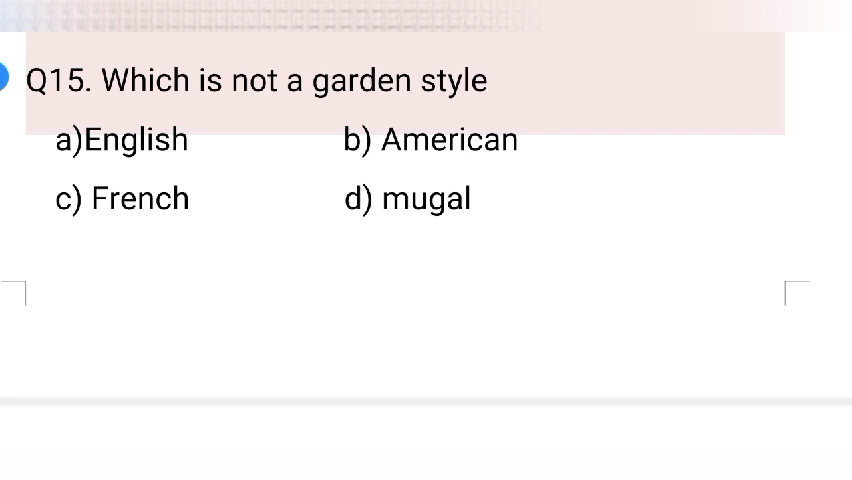 Q15. Which is not a garden style
a)English b) American
c) French d) mugal